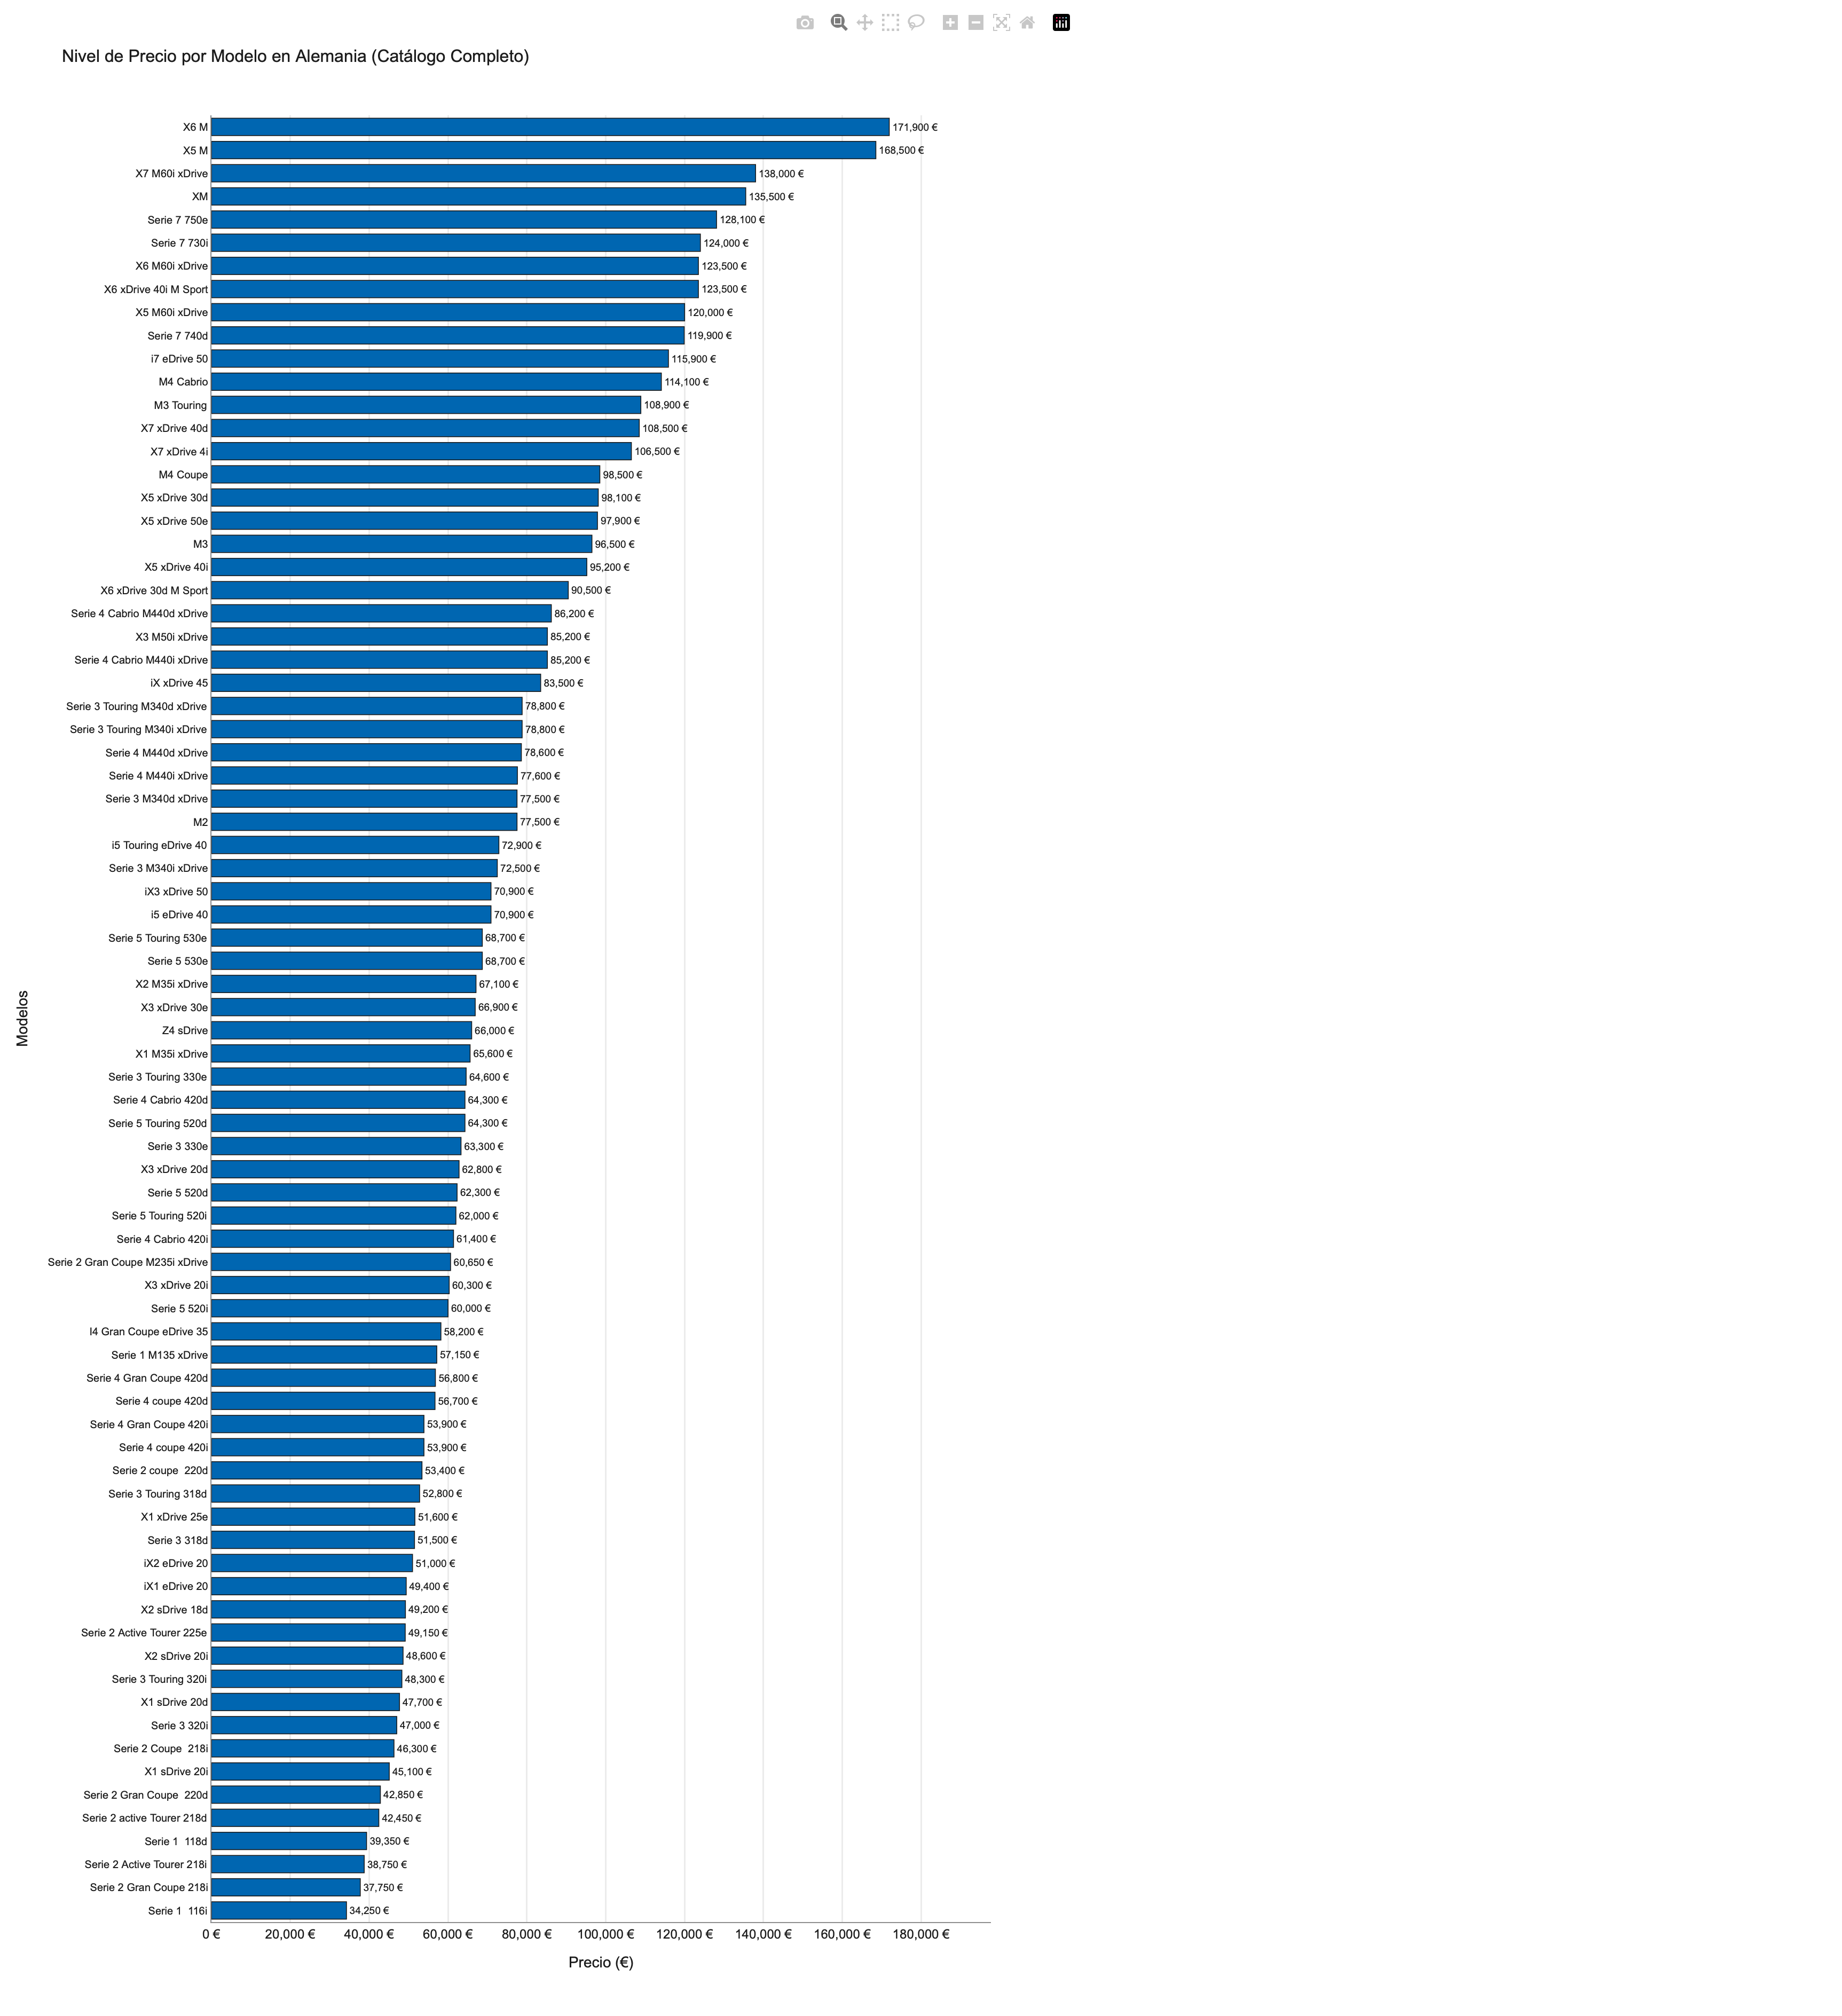 Nivel de Precio por Modelo en Alemania (Catálogo Completo)
X6 M 171,900 €
X5 M 168,500 €
X7 M60i xDrive 138,000 €
XM 135,500 €
Serie 7 750e 128,100 €
Serie 7 730i 124,000 €
X6 M60i xDrive 123,500 €
X6 xDrive 40i M Sport 123,500 €
X5 M60i xDrive 120,000 €
Serie 7 740d 119,900 €
i7 eDrive 50 115,900 €
M4 Cabrio 114,100 €
M3 Touring 108,900 €
X7 xDrive 40d 108,500 €
X7 xDrive 4i 106,500 €
M4 Coupe 98,500 €
X5 xDrive 30d 98,100 €
X5 xDrive 50e 97,900 €
M3 96,500 €
X5 xDrive 40i 95,200 €
X6 xDrive 30d M Sport 90,500 €
Serie 4 Cabrio M440d xDrive 86,200 €
X3 M50i xDrive 85,200 €
Serie 4 Cabrio M440i xDrive 85,200 €
iX xDrive 45 83,500 €
Serie 3 Touring M340d xDrive 78,800 €
Serie 3 Touring M340i xDrive 78,800 €
Serie 4 M440d xDrive 78,600 €
Serie 4 M440i xDrive 77,600 €
Serie 3 M340d xDrive 77,500 €
M2 77,500 €
i5 Touring eDrive 40 72,900 €
Serie 3 M340i xDrive 72,500 €
iX3 xDrive 50 70,900 €
i5 eDrive 40 70,900 €
Serie 5 Touring 530e 68,700 €
Serie 5 530e 68,700 €
X2 M35i xDrive 67,100 €
X3 xDrive 30e 66,900 €
Z4 sDrive 66,000 €
X1 M35i xDrive 65,600 €
Serie 3 Touring 330e 64,600 €
Serie 4 Cabrio 420d 64,300 €
Serie 5 Touring 520d 64,300 €
Serie 3 330e 63,300 €
X3 xDrive 20d 62,800 €
Serie 5 520d 62,300 €
Serie 5 Touring 520i 62,000 €
Serie 4 Cabrio 420i 61,400 €
Serie 2 Gran Coupe M235i xDrive 60,650 €
X3 xDrive 20i 60,300 €
Serie 5 520i 60,000 €
I4 Gran Coupe eDrive 35 58,200 €
Serie 1 M135 xDrive 57,150 €
Serie 4 Gran Coupe 420d 56,800 €
Serie 4 coupe 420d 56,700 €
Serie 4 Gran Coupe 420i 53,900 €
Serie 4 coupe 420i 53,900 €
Serie 2 coupe  220d 53,400 €
Serie 3 Touring 318d 52,800 €
X1 xDrive 25e 51,600 €
Serie 3 318d 51,500 €
iX2 eDrive 20 51,000 €
iX1 eDrive 20 49,400 €
X2 sDrive 18d 49,200 €
Serie 2 Active Tourer 225e 49,150 €
X2 sDrive 20i 48,600 €
Serie 3 Touring 320i 48,300 €
X1 sDrive 20d 47,700 €
Serie 3 320i 47,000 €
Serie 2 Coupe  218i 46,300 €
X1 sDrive 20i 45,100 €
Serie 2 Gran Coupe  220d 42,850 €
Serie 2 active Tourer 218d 42,450 €
Serie 1  118d 39,350 €
Serie 2 Active Tourer 218i 38,750 €
Serie 2 Gran Coupe 218i 37,750 €
Serie 1  116i 34,250 €
Modelos
0 € 20,000 € 40,000 € 60,000 € 80,000 € 100,000 € 120,000 € 140,000 € 160,000 € 180,000 €
Precio (€)